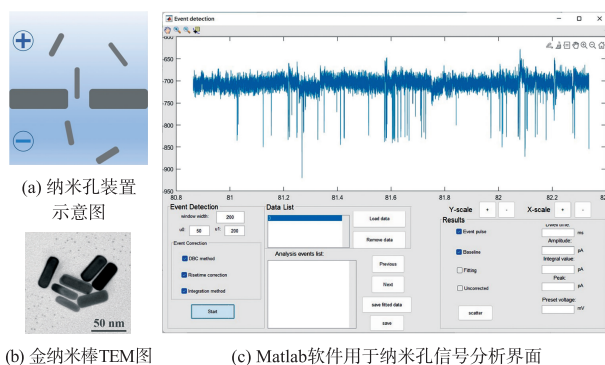 Event detection
600
650
700
750
800
850
900
950
80.8
81
81.2
81.4
81.6
81.8
82
82.2
Event Detection
window width: 200
u0: 50 s1: 200
Event Correction
DBC method
Risetime correction
Integration method
Start
Data List
Load data
Remove data
Analysis events list:
Previous
Next
save fitted data
save
Y-scale + -
X-scale + -
Results
Event pulse
Baseline
Fitting
Uncorrected
scatter
ms
Amplitude:
pA
Integral value:
pA
Peak:
pA
Preset voltage:
mV
(a) 纳米孔装置
示意图
50 nm
(b) 金纳米棒TEM图
(c) Matlab软件用于纳米孔信号分析界面